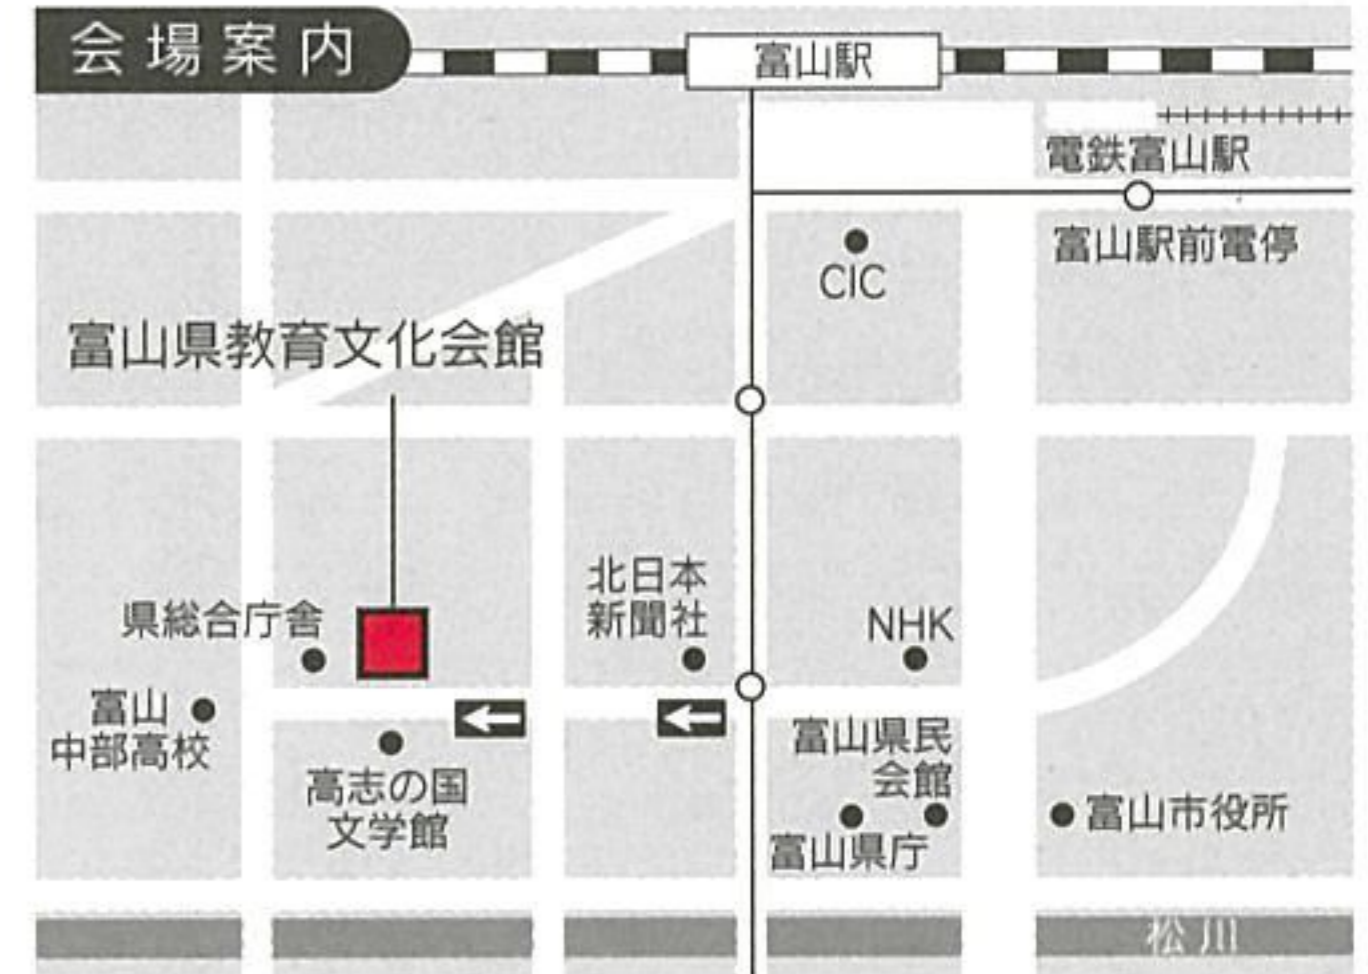 会場案内
富山駅
電鉄富山駅
富山駅前電停
CIC
富山県教育文化会館
北日本
新聞社
県総合庁舎
NHK
富山
中部高校
高志の国
文学館
富山県民
会館
富山県庁
富山市役所
松川